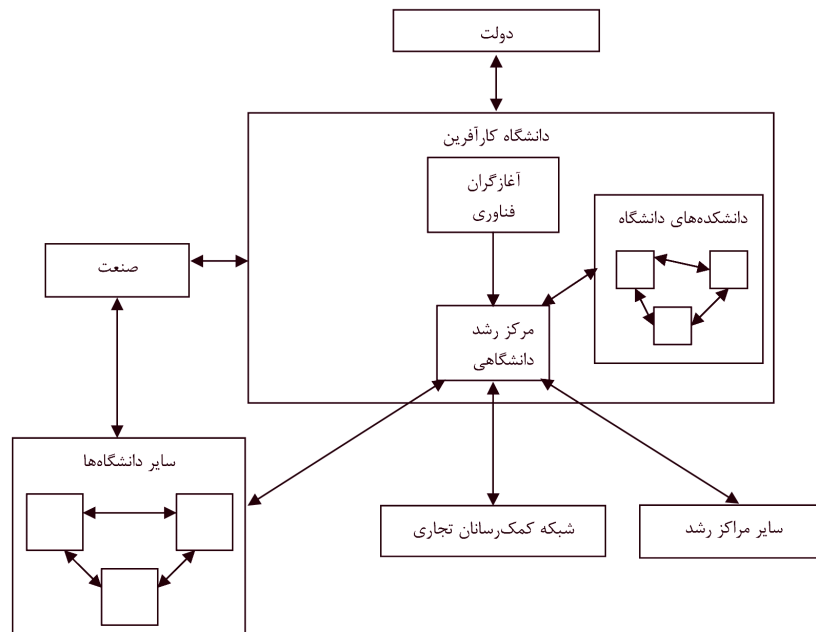 دولت
دانشگاه کارآفرین
آغازگران
فناوری
دانشکده‌های دانشگاه
صنعت
مرکز رشد
دانشگاهی
سایر دانشگاه‌ها
شبکه کمک‌رسانان تجاری
سایر مراکز رشد